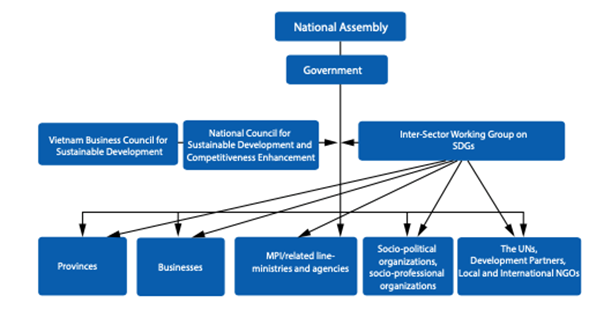 National Assembly
Government
Vietnam Business Council for
Sustainable Development
National Council for
Sustainable Development and
Competitiveness Enhancement
Inter-Sector Working Group on
SDGs
Provinces
Businesses
MPI/related line-
ministries and agencies
Socio-political
organizations,
socio-professional
organizations
The UNs,
Development Partners,
Local and International NGOs